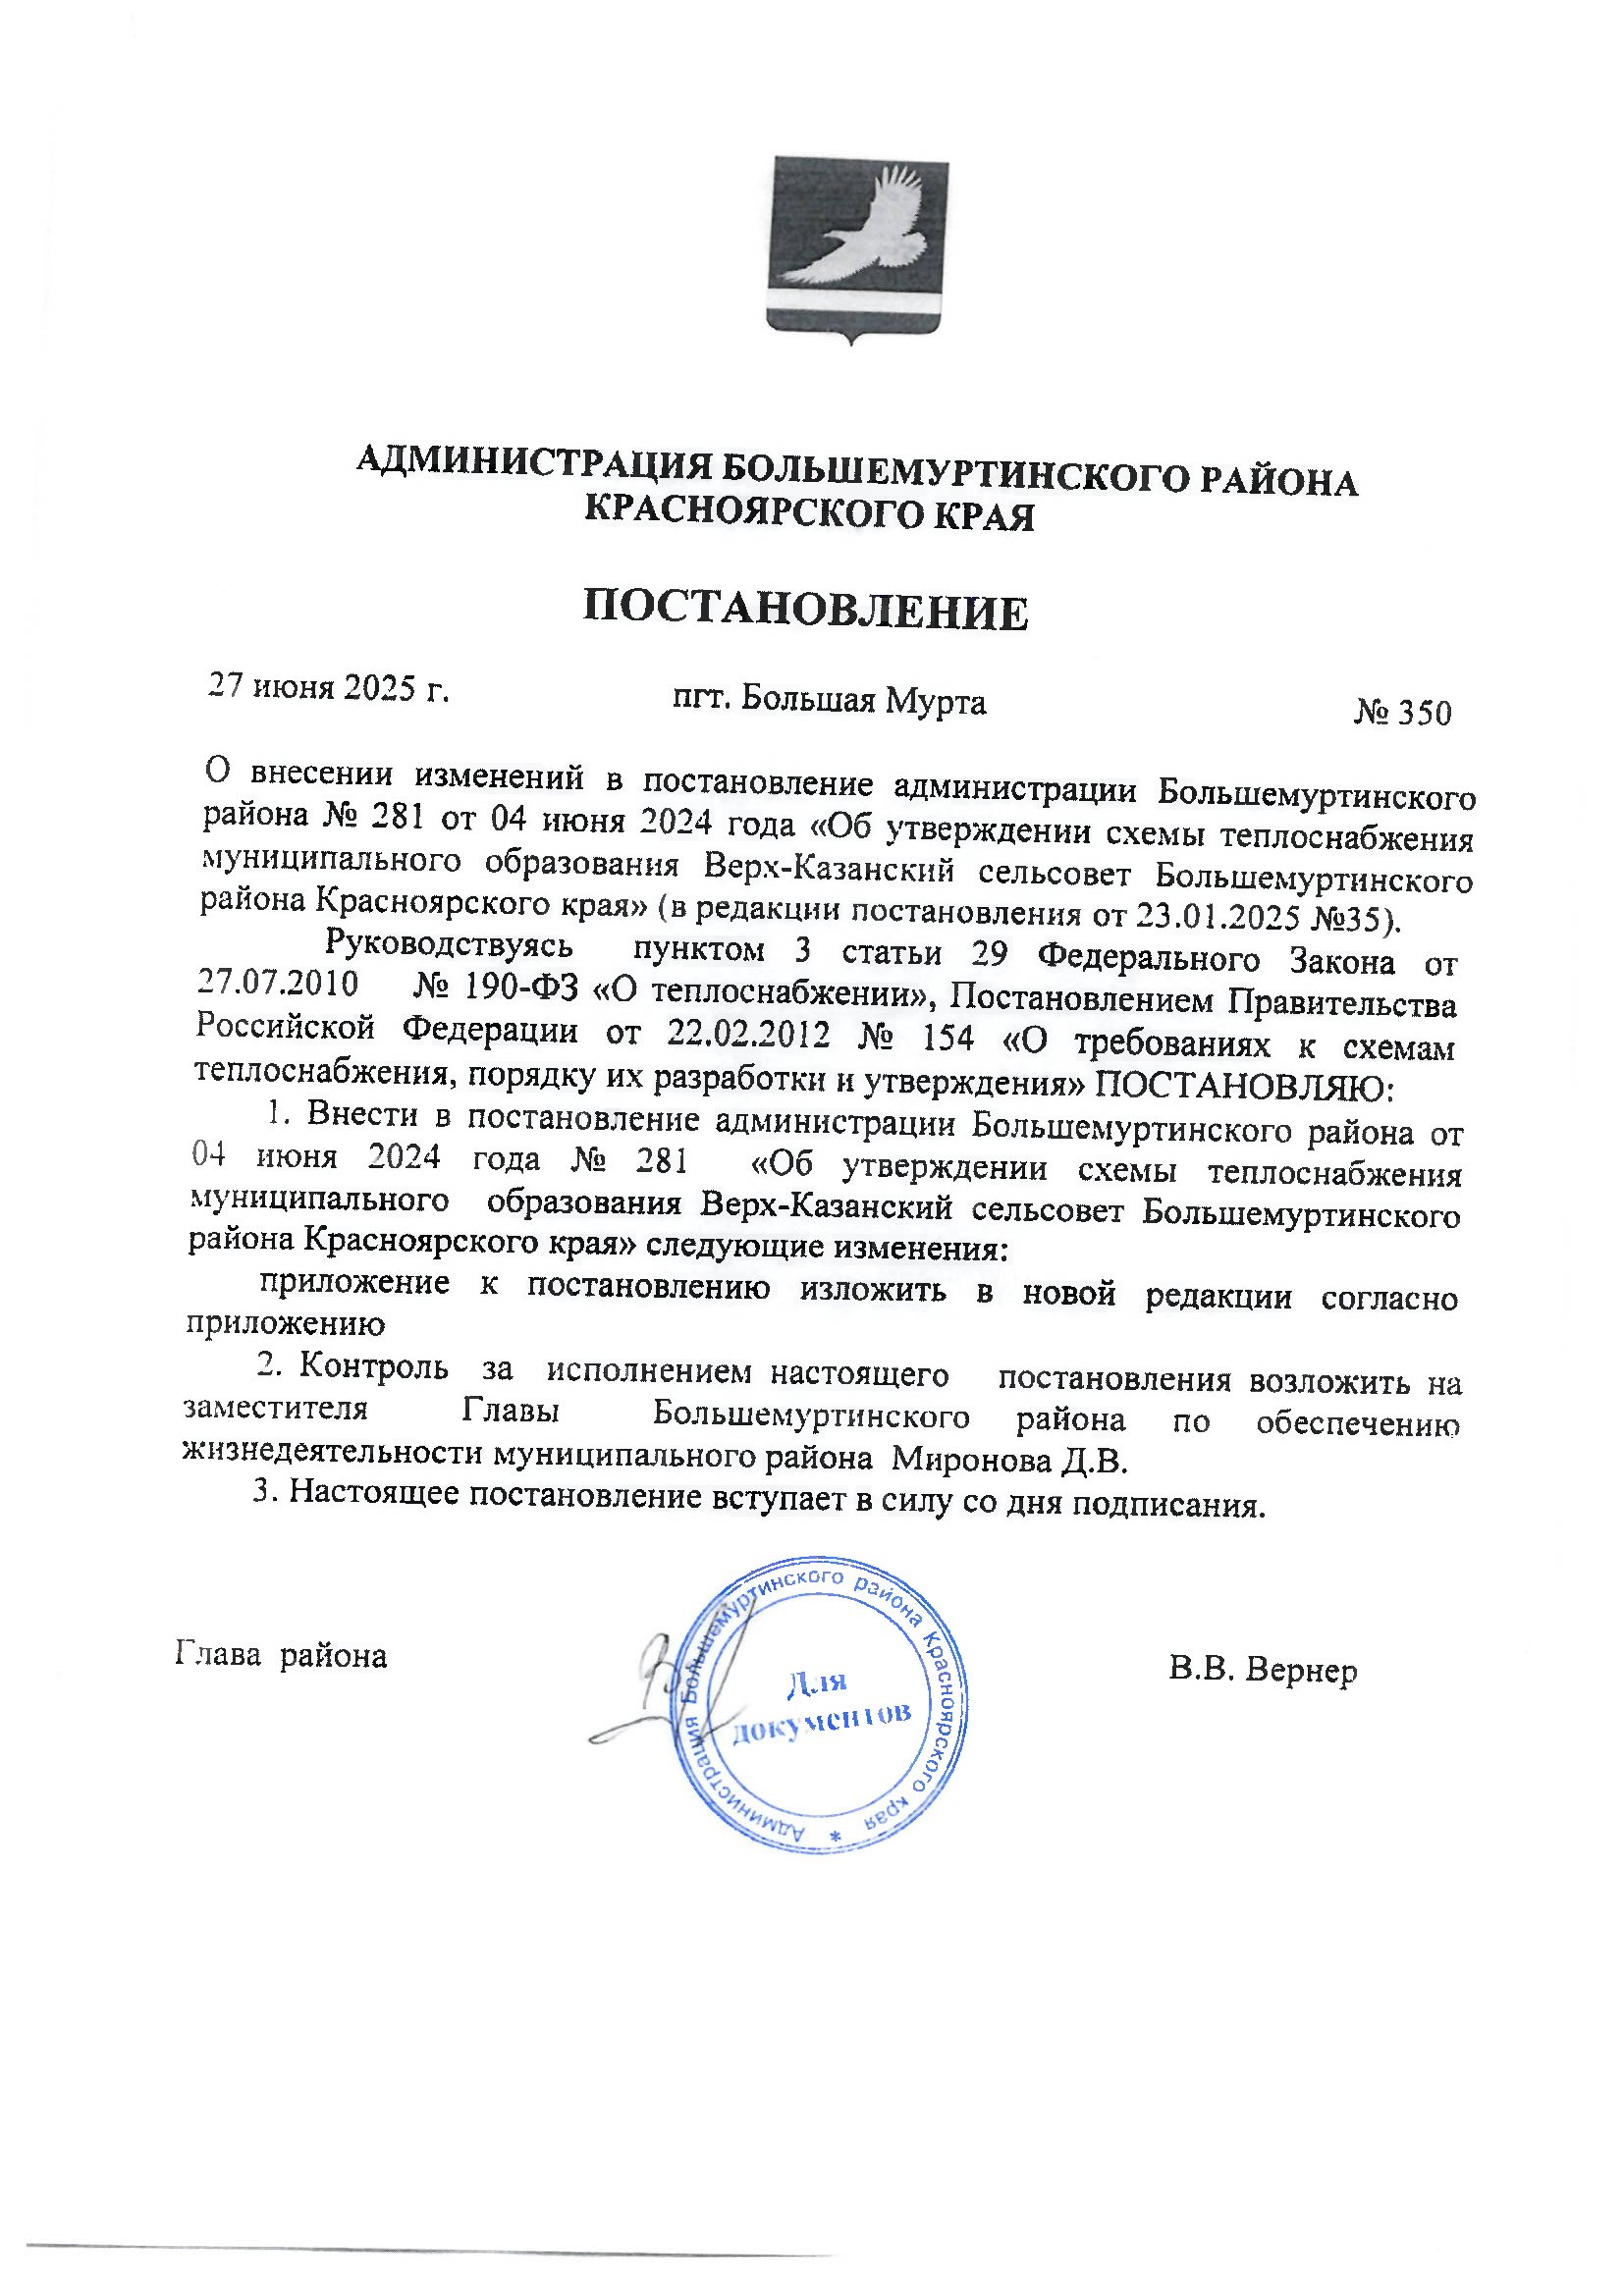 АДМИНИСТРАЦИЯ БОЛЬШЕМУРТИНСКОГО РАЙОНА
КРАСНОЯРСКОГО КРАЯ
ПОСТАНОВЛЕНИЕ
27 июня 2025 г. пгт. Большая Мурта № 350
О внесении изменений в постановление администрации Большемуртинского
района № 281 от 04 июня 2024 года «Об утверждении схемы теплоснабжения
муниципального образования Верх-Казанский сельсовет Большемуртинского
района Красноярского края» (в редакции постановления от 23.01.2025 №35).
Руководствуясь пунктом 3 статьи 29 Федерального Закона от
27.07.2010 № 190-ФЗ «О теплоснабжении», Постановлением Правительства
Российской Федерации от 22.02.2012 № 154 «О требованиях к схемам
теплоснабжения, порядку их разработки и утверждения» ПОСТАНОВЛЯЮ:
1. Внести в постановление администрации Большемуртинского района от
04 июня 2024 года № 281 «Об утверждении схемы теплоснабжения
муниципального образования Верх-Казанский сельсовет Большемуртинского
района Красноярского края» следующие изменения:
приложение к постановлению изложить в новой редакции согласно
приложению
2. Контроль за исполнением настоящего постановления возложить на
заместителя Главы Большемуртинского района по обеспечению
жизнедеятельности муниципального района Миронова Д.В.
3. Настоящее постановление вступает в силу со дня подписания.
Глава района В.В. Вернер
Администрация Большемуртинского района Красноярского края *
Для
документов